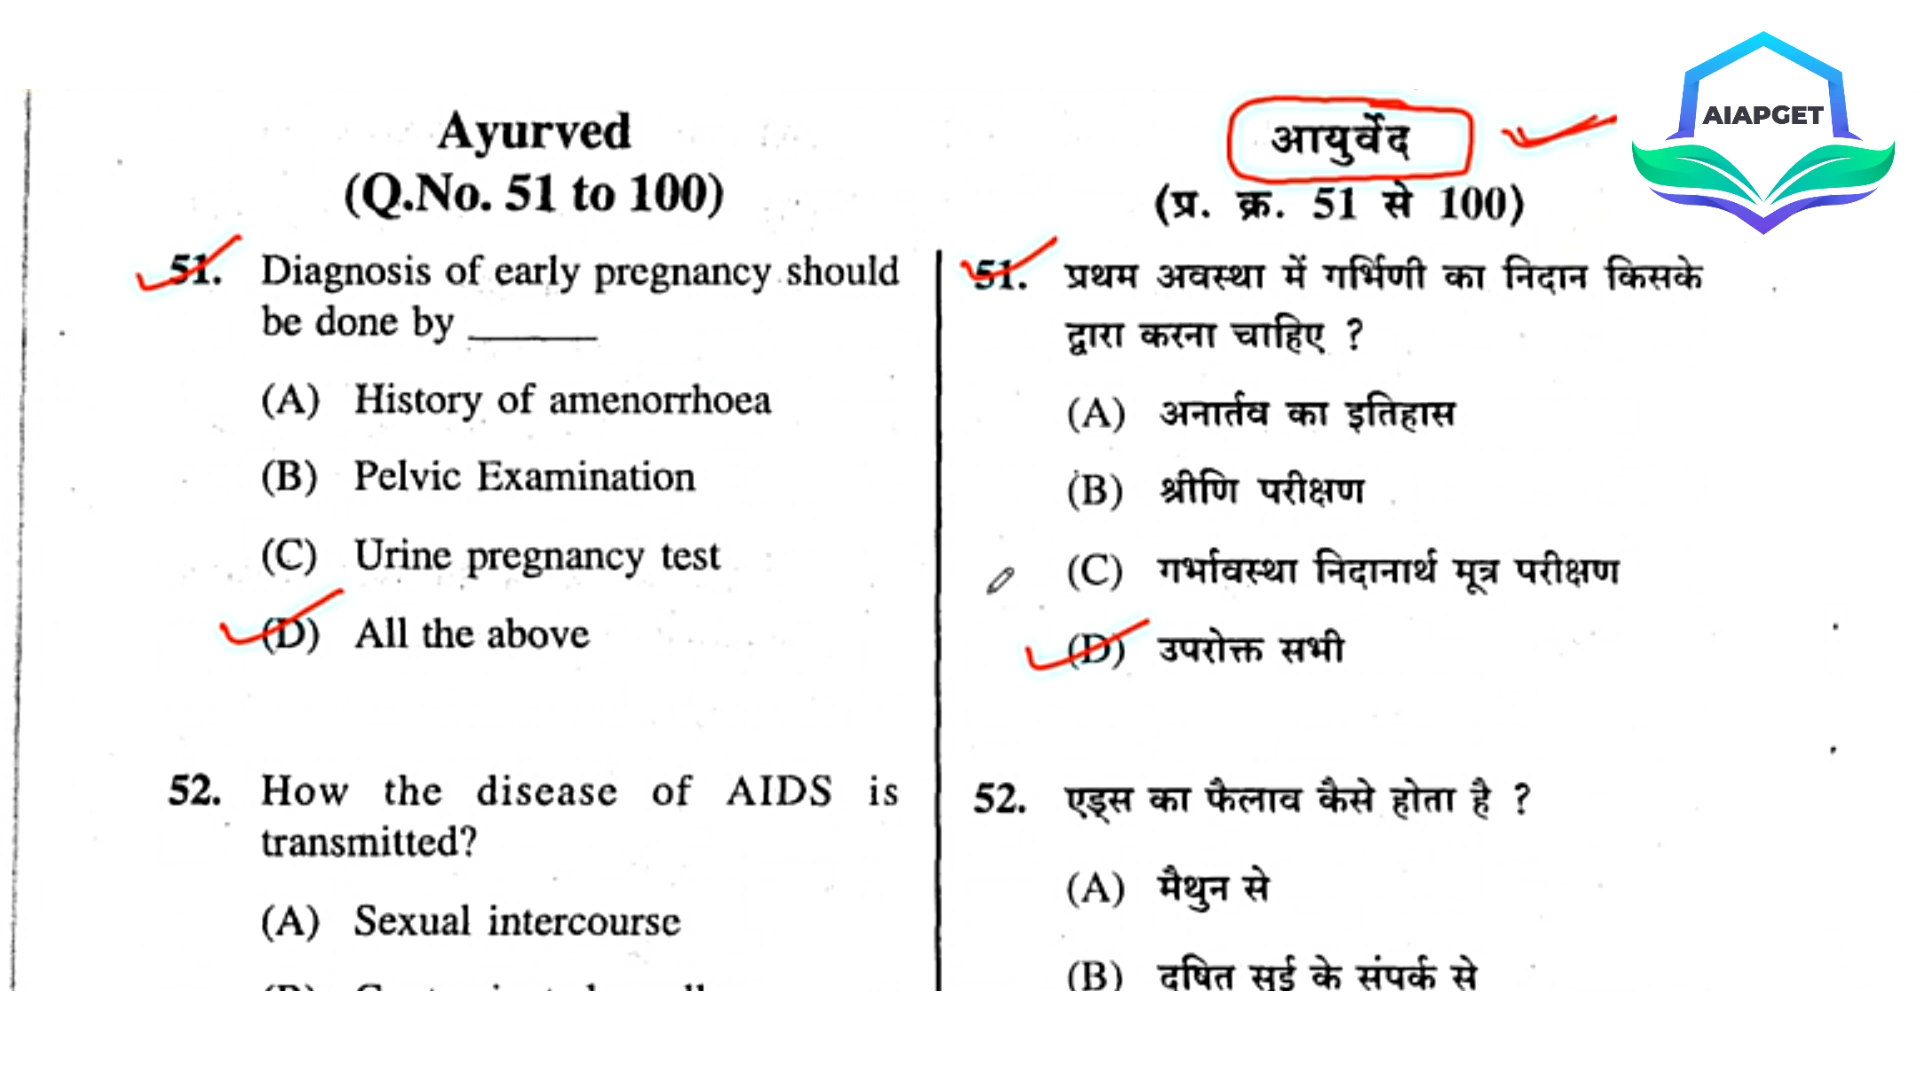 AIAPGET
Ayurved
(Q.No. 51 to 100)
51. Diagnosis of early pregnancy should
be done by ______
(A) History of amenorrhoea
(B) Pelvic Examination
(C) Urine pregnancy test
(D) All the above
52. How the disease of AIDS is
transmitted?
(A) Sexual intercourse
आयुर्वेद
(प्र. क्र. 51 से 100)
51. प्रथम अवस्था में गर्भिणी का निदान किसके
द्वारा करना चाहिए ?
(A) अनार्तव का इतिहास
(B) श्रीणि परीक्षण
(C) गर्भावस्था निदानार्थ मूत्र परीक्षण
(D) उपरोक्त सभी
52. एड्स का फैलाव कैसे होता है ?
(A) मैथुन से
(B) दूषित सुई के संपर्क से